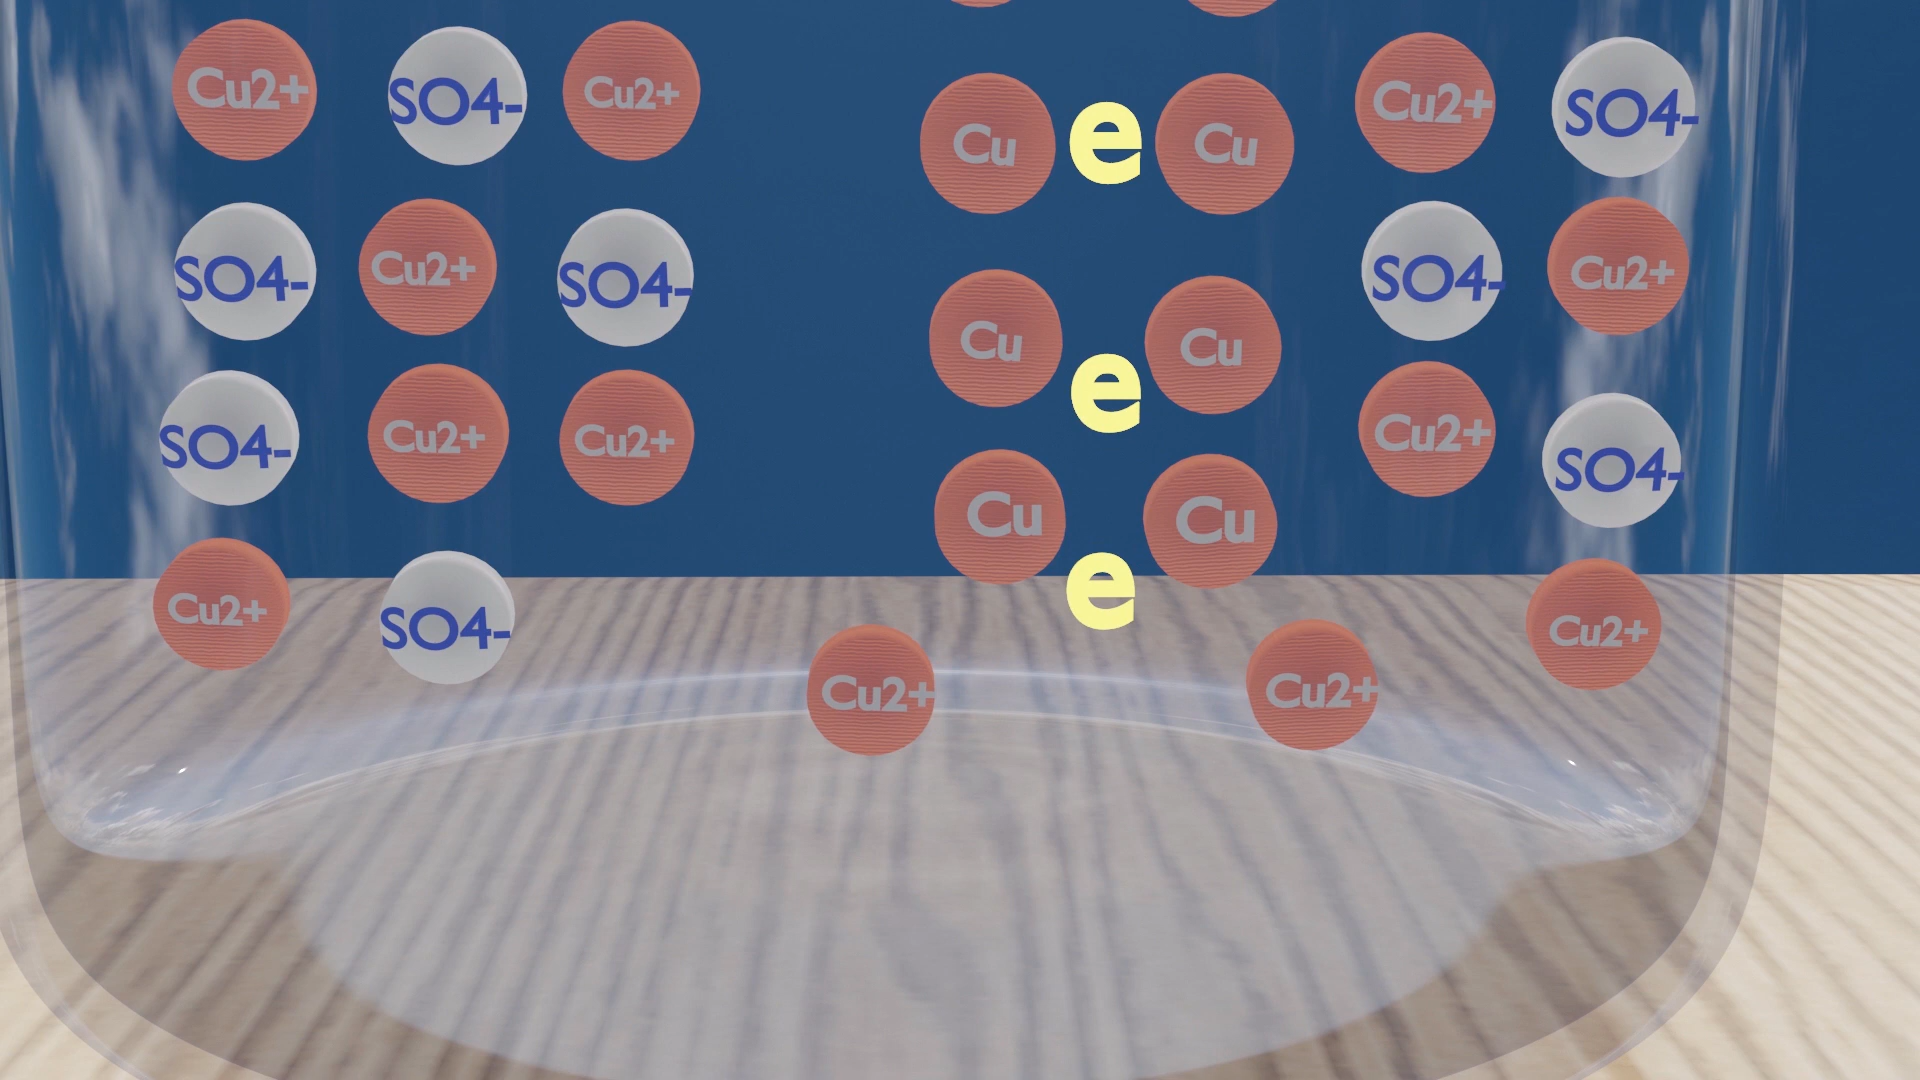 Cu2+ SO4- Cu2+ Cu e Cu Cu2+ SO4-
SO4- Cu2+ SO4- Cu e Cu SO4- Cu2+
SO4- Cu2+ Cu2+ Cu Cu Cu2+ SO4-
Cu2+ SO4- e Cu2+
Cu2+ Cu2+